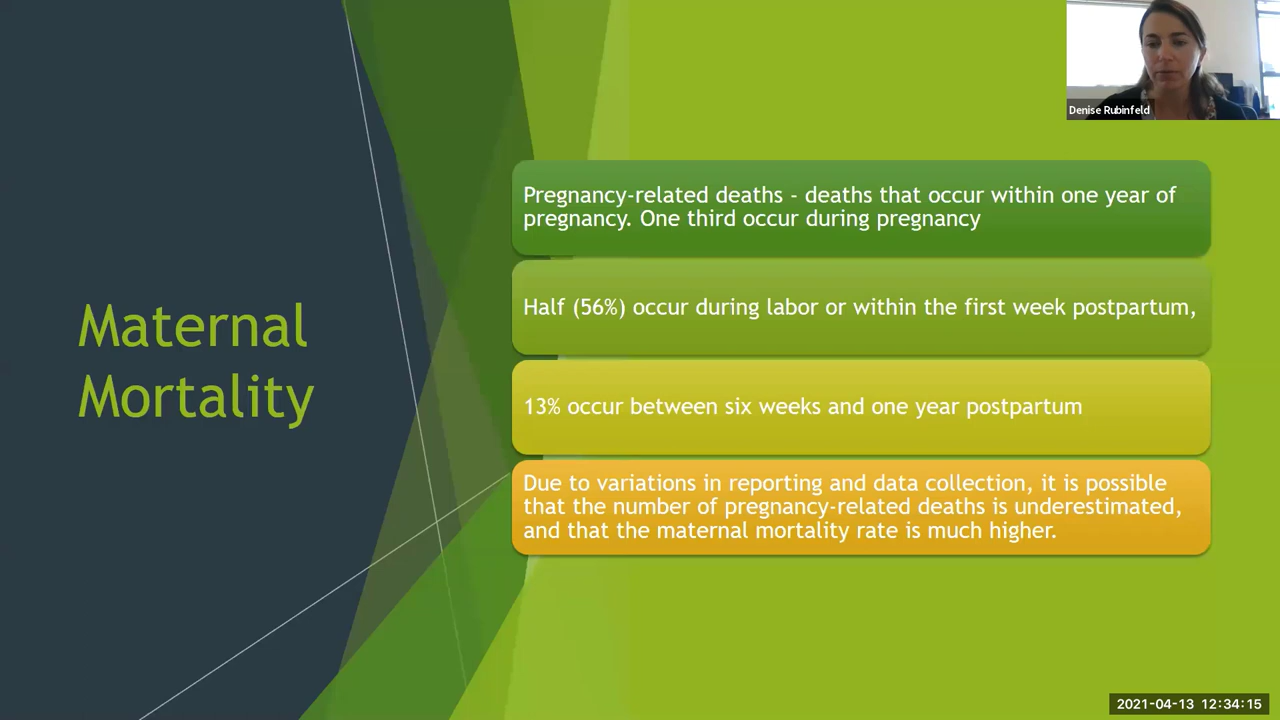 Denise Rubinfeld
Maternal
Mortality
Pregnancy-related deaths - deaths that occur within one year of
pregnancy. One third occur during pregnancy
Half (56%) occur during labor or within the first week postpartum,
13% occur between six weeks and one year postpartum
Due to variations in reporting and data collection, it is possible
that the number of pregnancy-related deaths is underestimated,
and that the maternal mortality rate is much higher.
2021-04-13 12:34:15